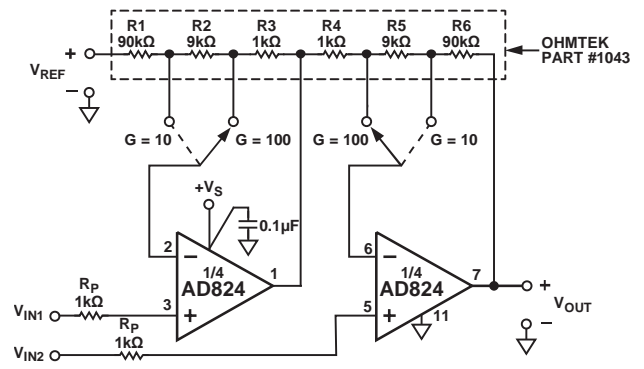 R1 R2 R3 R4 R5 R6
90kΩ 9kΩ 1kΩ 1kΩ 9kΩ 90kΩ
OHMTEK
PART #1043
+
VREF
–
G = 10 G = 100 G = 100 G = 10
+VS
0.1µF
2 – 1/4 AD824 1
3 +
6 – 1/4 AD824 7
5 +
11
RP
1kΩ
VIN1
RP
1kΩ
VIN2
+
VOUT
–